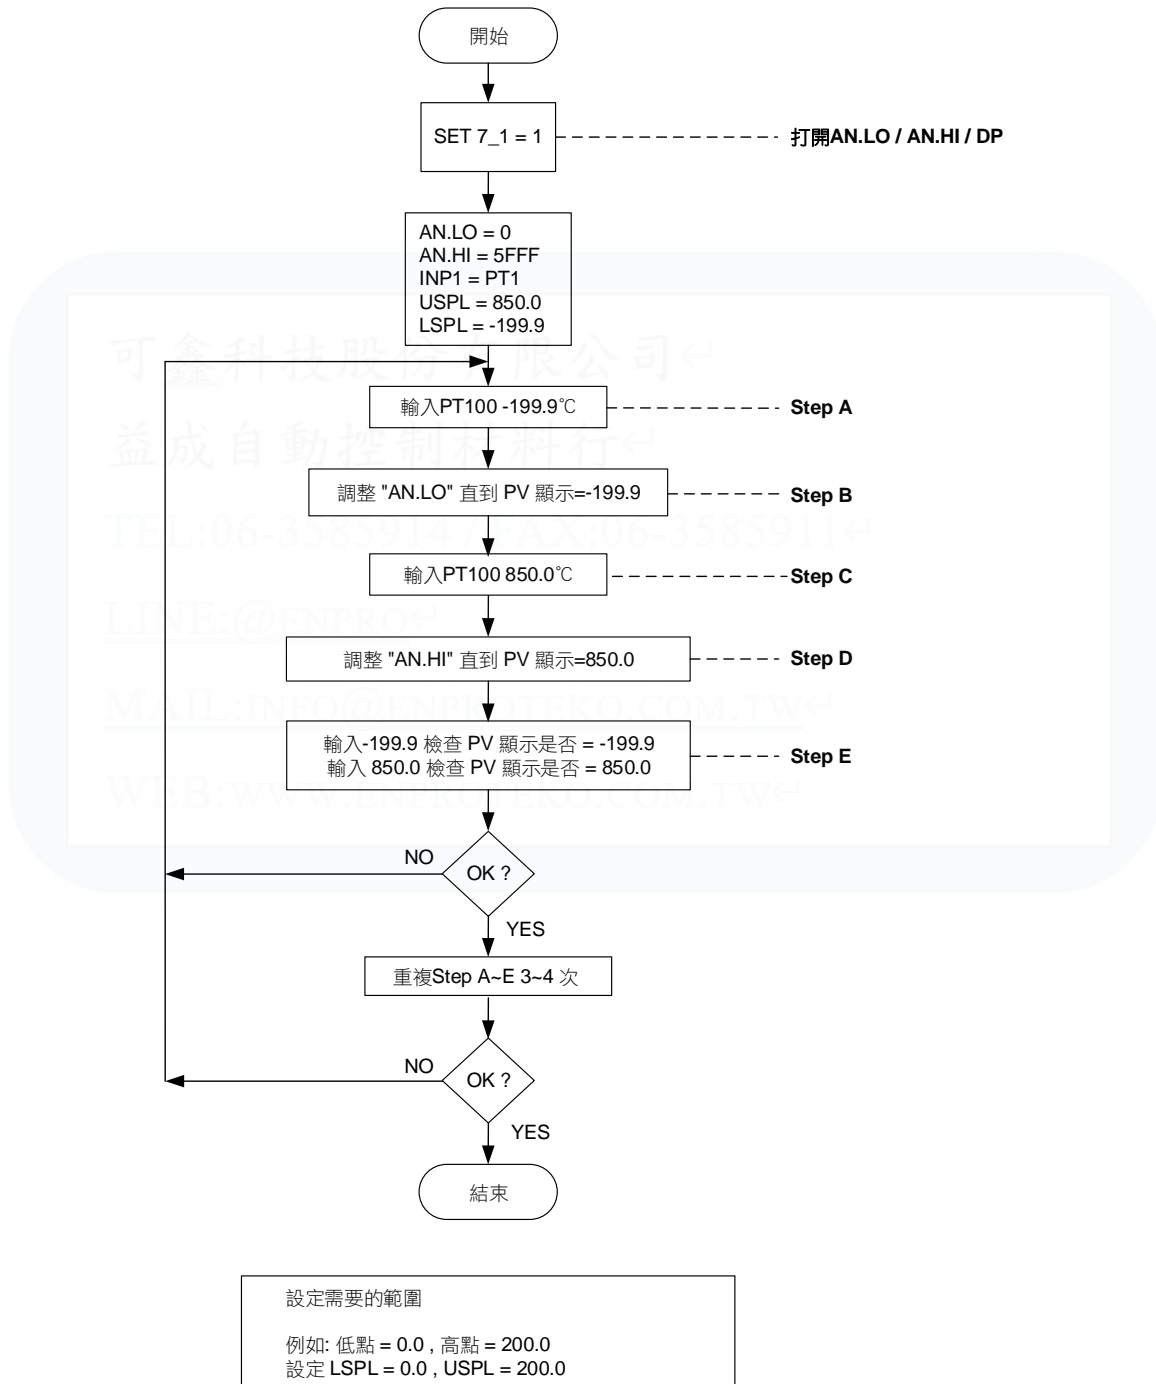 開始
SET 7_1 = 1
打開AN.LO / AN.HI / DP
AN.LO = 0
AN.HI = 5FFF
INP1 = PT1
USPL = 850.0
LSPL = -199.9
可鑫科技股份有限公司
輸入PT100 -199.9℃
Step A
益成自動控制材料行
調整 "AN.LO" 直到 PV 顯示=-199.9
Step B
TEL:06-3585914 / FAX:06-3585911
輸入PT100 850.0℃
Step C
LINE:@ENPRO
調整 "AN.HI" 直到 PV 顯示=850.0
Step D
MAIL:INFO@ENPROTEKO.COM.TW
輸入-199.9 檢查 PV 顯示是否 = -199.9
輸入 850.0 檢查 PV 顯示是否 = 850.0
Step E
WEB:WWW.ENPROTEKO.COM.TW
NO
OK ?
YES
重複Step A~E 3~4 次
NO
OK ?
YES
結束
設定需要的範圍
例如: 低點 = 0.0 , 高點 = 200.0
設定 LSPL = 0.0 , USPL = 200.0